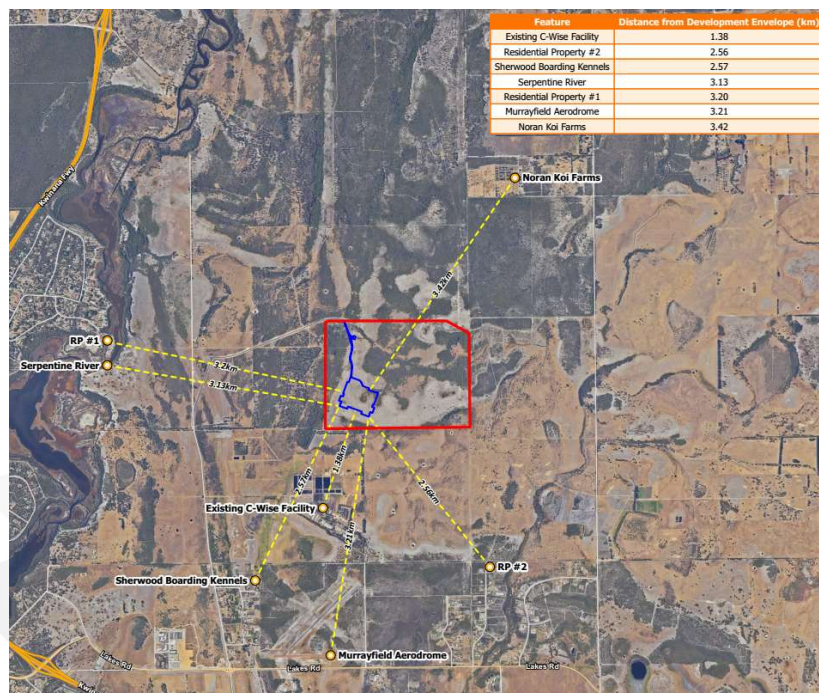 Feature Distance from Development Envelope (km)
Existing C-Wise Facility 1.38
Residential Property #2 2.56
Sherwood Boarding Kennels 2.57
Serpentine River 3.13
Residential Property #1 3.20
Murrayfield Aerodrome 3.21
Noran Koi Farms 3.42
Kwinana Fwy
Noran Koi Farms
3.42km
RP #1
3.2km
Serpentine River
3.13km
2.57km
1.38km
2.56km
Existing C-Wise Facility
3.21km
RP #2
Sherwood Boarding Kennels
Lakes Rd
Murrayfield Aerodrome
Lakes Rd